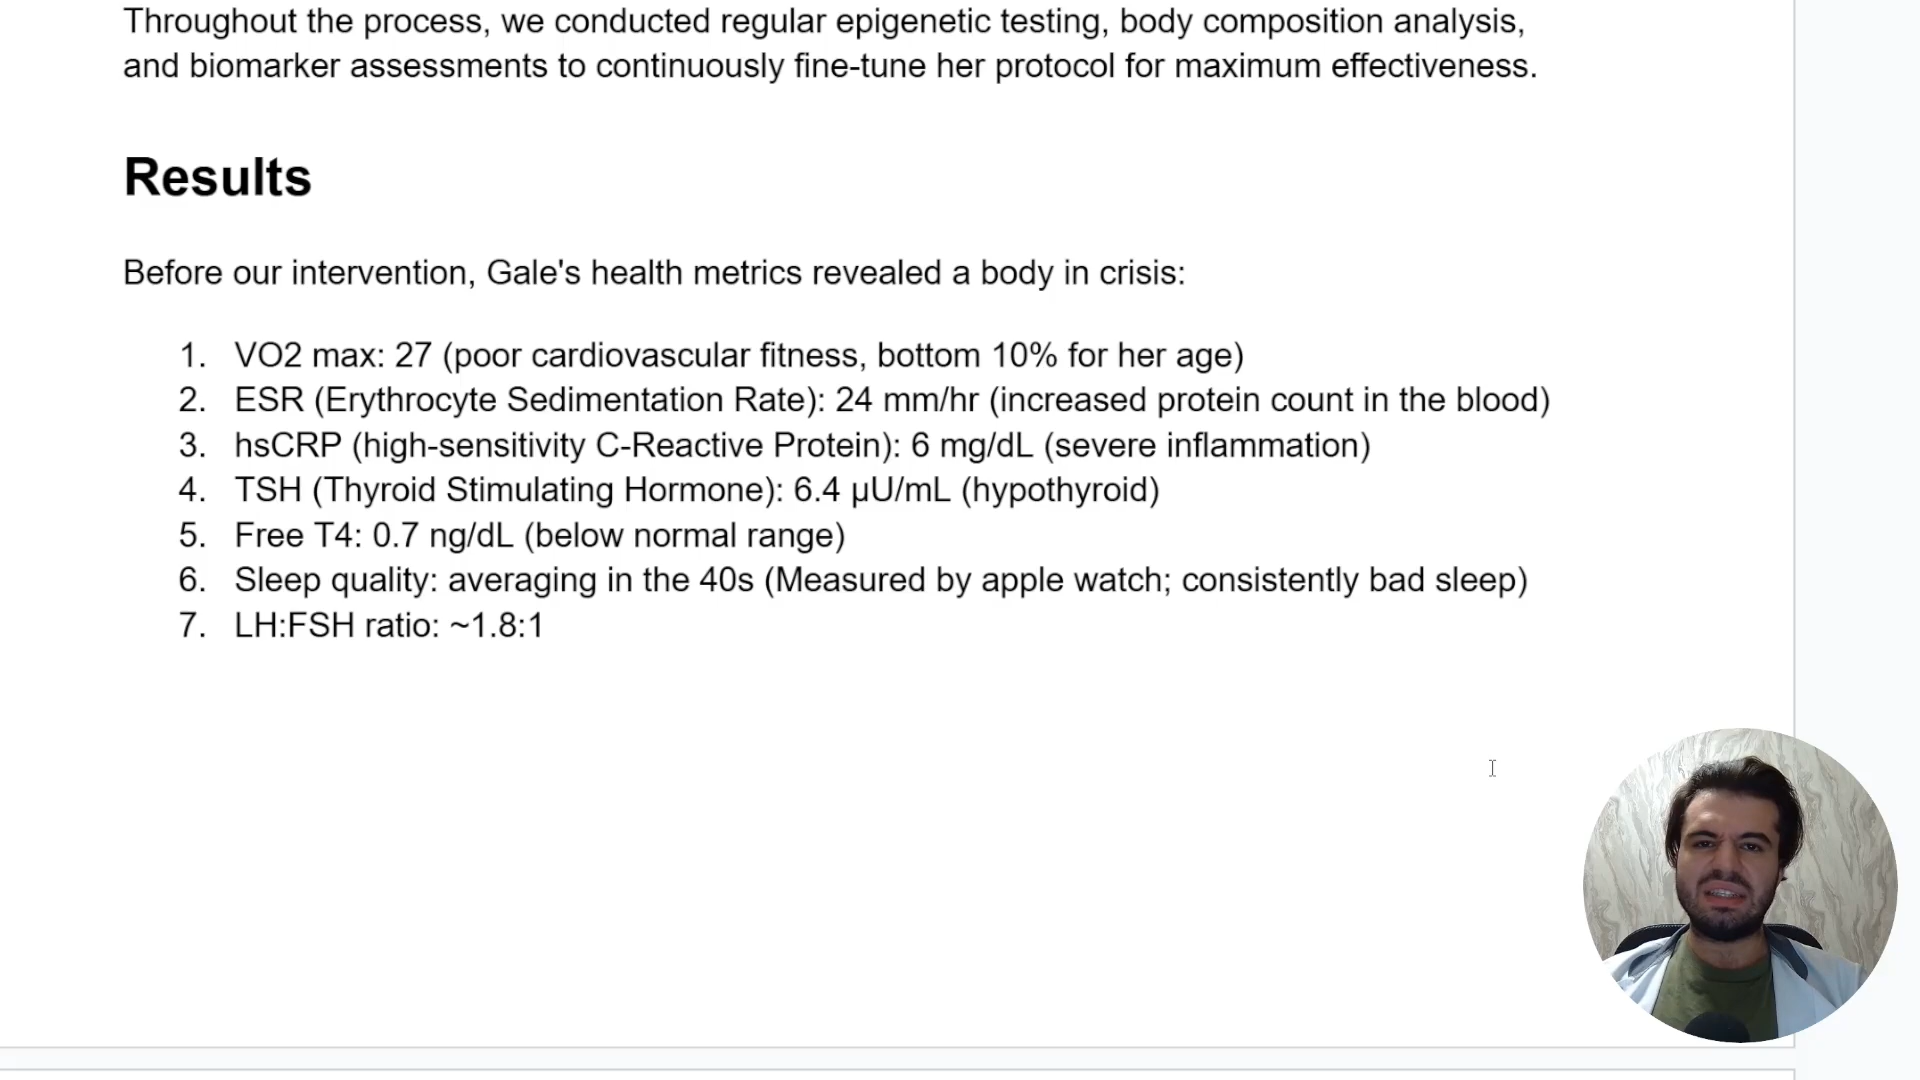 Throughout the process, we conducted regular epigenetic testing, body composition analysis,
and biomarker assessments to continuously fine-tune her protocol for maximum effectiveness.
Results
Before our intervention, Gale's health metrics revealed a body in crisis:
1. VO2 max: 27 (poor cardiovascular fitness, bottom 10% for her age)
2. ESR (Erythrocyte Sedimentation Rate): 24 mm/hr (increased protein count in the blood)
3. hsCRP (high-sensitivity C-Reactive Protein): 6 mg/dL (severe inflammation)
4. TSH (Thyroid Stimulating Hormone): 6.4 µU/mL (hypothyroid)
5. Free T4: 0.7 ng/dL (below normal range)
6. Sleep quality: averaging in the 40s (Measured by apple watch; consistently bad sleep)
7. LH:FSH ratio: ~1.8:1